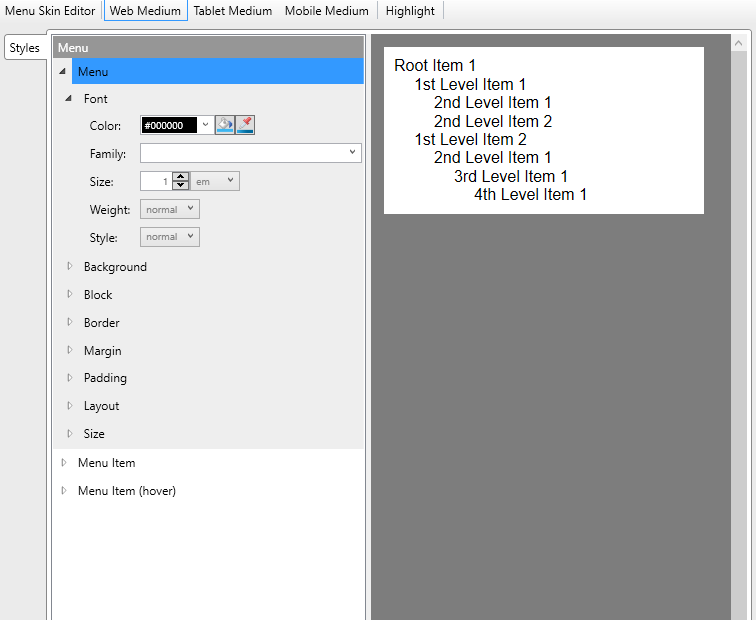 Menu Skin Editor Web Medium Tablet Medium Mobile Medium Highlight
Styles
Menu
Menu
Font
Color: #000000
Family:
Size: 1 em
Weight: normal
Style: normal
Background
Block
Border
Margin
Padding
Layout
Size
Menu Item
Menu Item (hover)
Root Item 1
1st Level Item 1
2nd Level Item 1
2nd Level Item 2
1st Level Item 2
2nd Level Item 1
3rd Level Item 1
4th Level Item 1